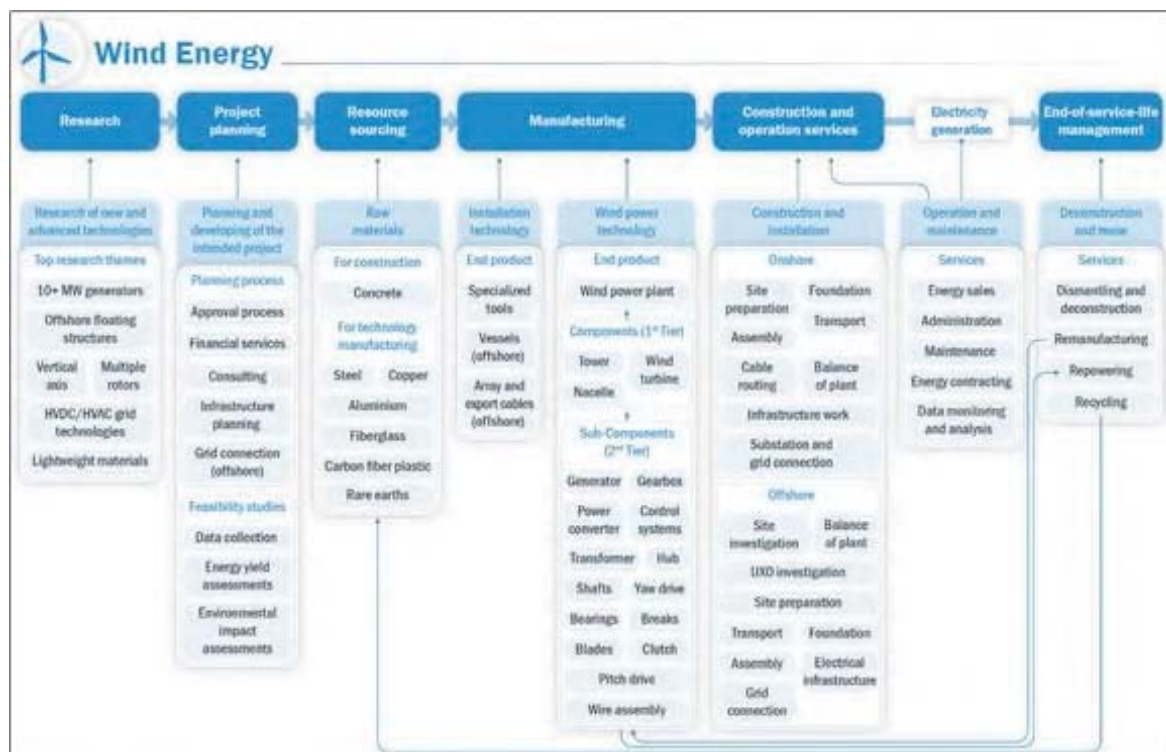 Wind Energy
Research
Project
planning
Resource
sourcing
Manufacturing
Construction and
operation services
Electricity
generation
End-of-service-life
management
Research of new and
advanced technologies
Top research themes
10+ MW generators
Offshore floating
structures
Vertical
axis
Multiple
rotors
HVDC/HVAC grid
technologies
Lightweight materials
Planning and
developing of the
intended project
Planning process
Approval process
Financial services
Consulting
Infrastructure
planning
Grid connection
(offshore)
Feasibility studies
Data collection
Energy yield
assessments
Environmental
impact
assessments
Raw
materials
For construction
Concrete
For technology
manufacturing
Steel
Copper
Aluminium
Fiberglass
Carbon fiber plastic
Rare earths
Installation
technology
End product
Specialized
tools
Vessels
(offshore)
Array and
export cables
(offshore)
Wind power
technology
End product
Wind power plant
Components (1st Tier)
Tower
Wind
turbine
Nacelle
Sub-Components
(2nd Tier)
Generator
Gearbox
Power
converter
Control
systems
Transformer
Hub
Shafts
Yaw drive
Bearings
Breaks
Blades
Clutch
Pitch drive
Wire assembly
Construction and
installation
Onshore
Site
preparation
Foundation
Transport
Assembly
Cable
routing
Balance
of plant
Infrastructure work
Substation and
grid connection
Offshore
Site
investigation
Balance
of plant
UXO investigation
Site preparation
Transport
Foundation
Assembly
Electrical
infrastructure
Grid
connection
Operation and
maintenance
Services
Energy sales
Administration
Maintenance
Energy contracting
Data monitoring
and analysis
Deconstruction
and reuse
Services
Dismantling and
deconstruction
Remanufacturing
Repowering
Recycling